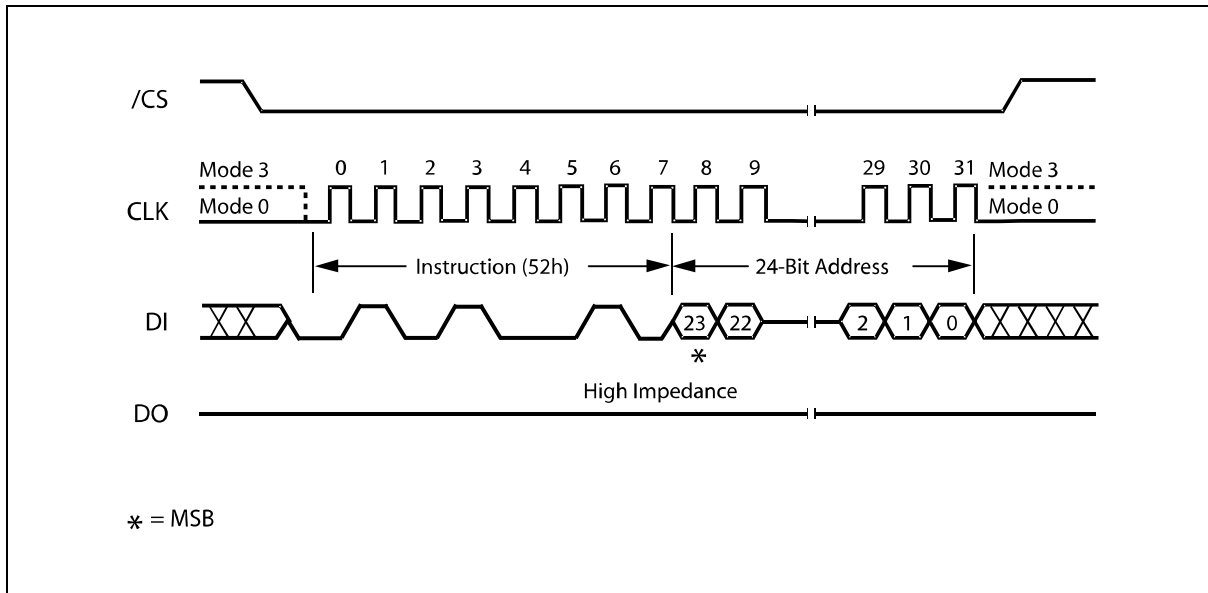 /CS
Mode 3 0 1 2 3 4 5 6 7 8 9 29 30 31 Mode 3
CLK Mode 0 Mode 0
Instruction (52h) 24-Bit Address
DI 23 22 2 1 0
*
High Impedance
DO
* = MSB